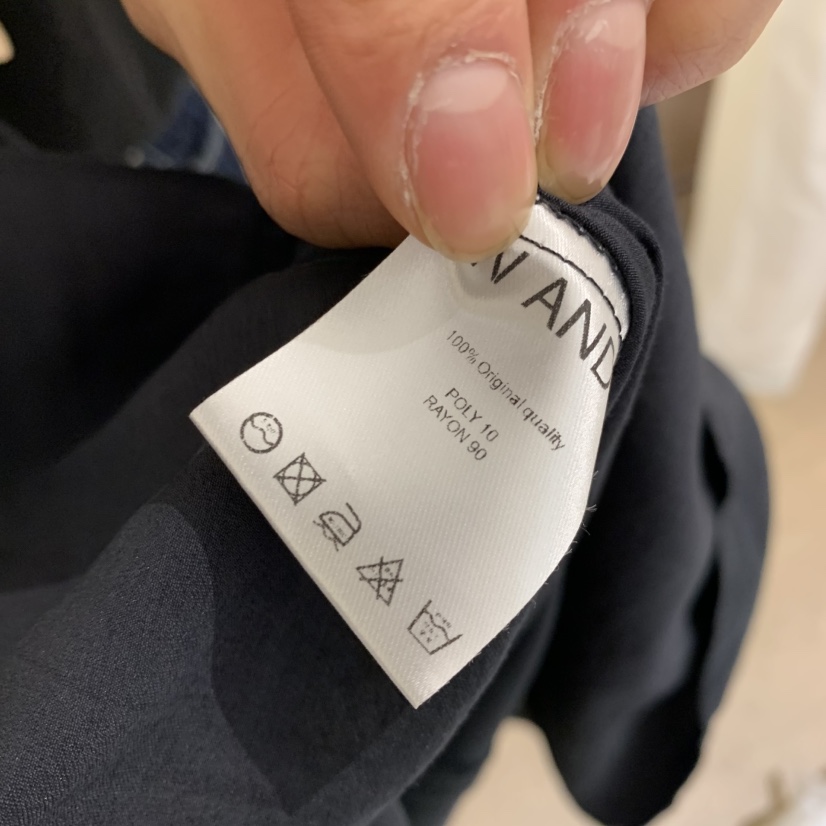 N AND
100% Original quality
POLY 10
RAYON 90